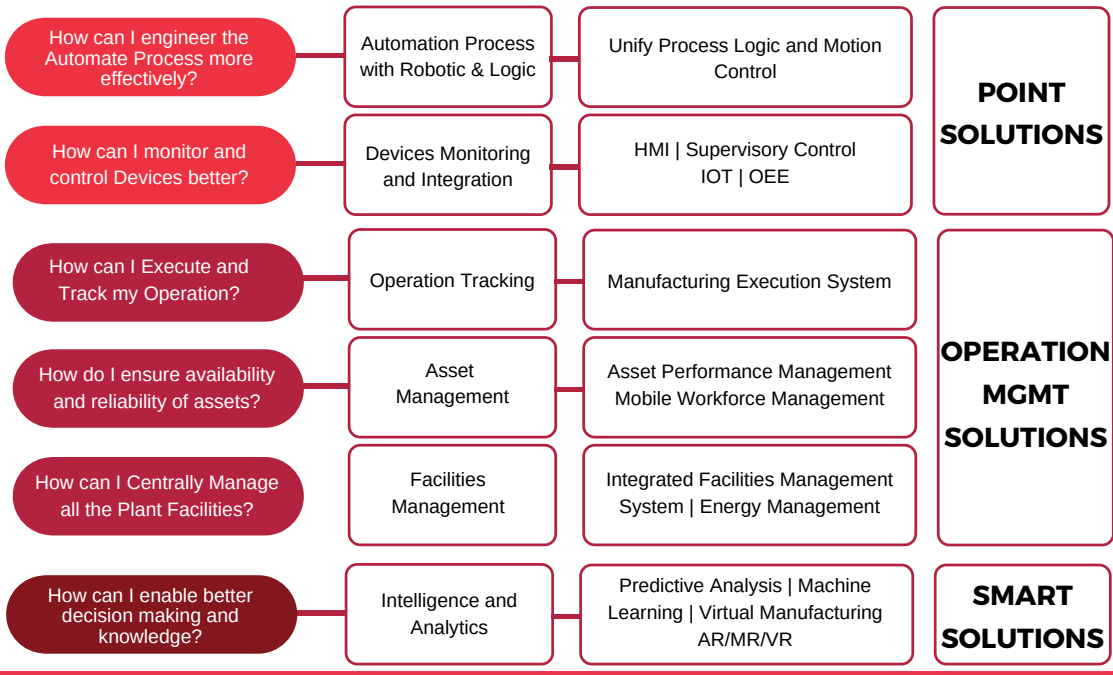 How can I engineer the
Automate Process more
effectively?
Automation Process
with Robotic & Logic
Unify Process Logic and Motion
Control
POINT
SOLUTIONS
How can I monitor and
control Devices better?
Devices Monitoring
and Integration
HMI | Supervisory Control
IOT | OEE
How can I Execute and
Track my Operation?
Operation Tracking
Manufacturing Execution System
OPERATION
MGMT
SOLUTIONS
How do I ensure availability
and reliability of assets?
Asset
Management
Asset Performance Management
Mobile Workforce Management
How can I Centrally Manage
all the Plant Facilities?
Facilities
Management
Integrated Facilities Management
System | Energy Management
How can I enable better
decision making and
knowledge?
Intelligence and
Analytics
Predictive Analysis | Machine
Learning | Virtual Manufacturing
AR/MR/VR
SMART
SOLUTIONS